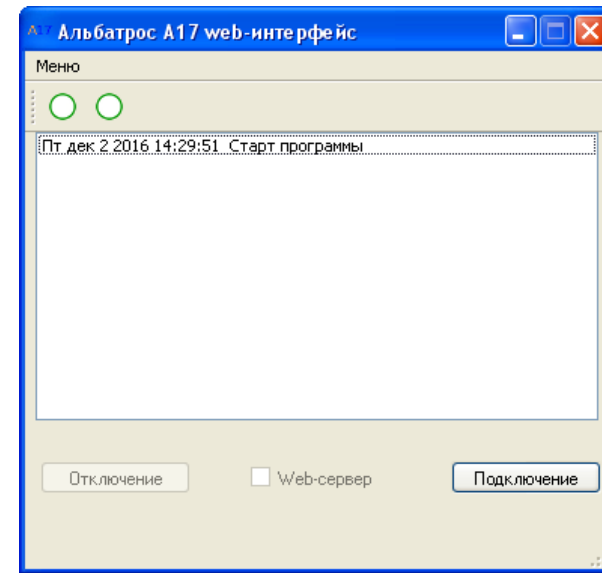 А17 Альбатрос А17 web-интерфейс
Меню
Пт дек 2 2016 14:29:51 Старт программы
Отключение
Web-сервер
Подключение